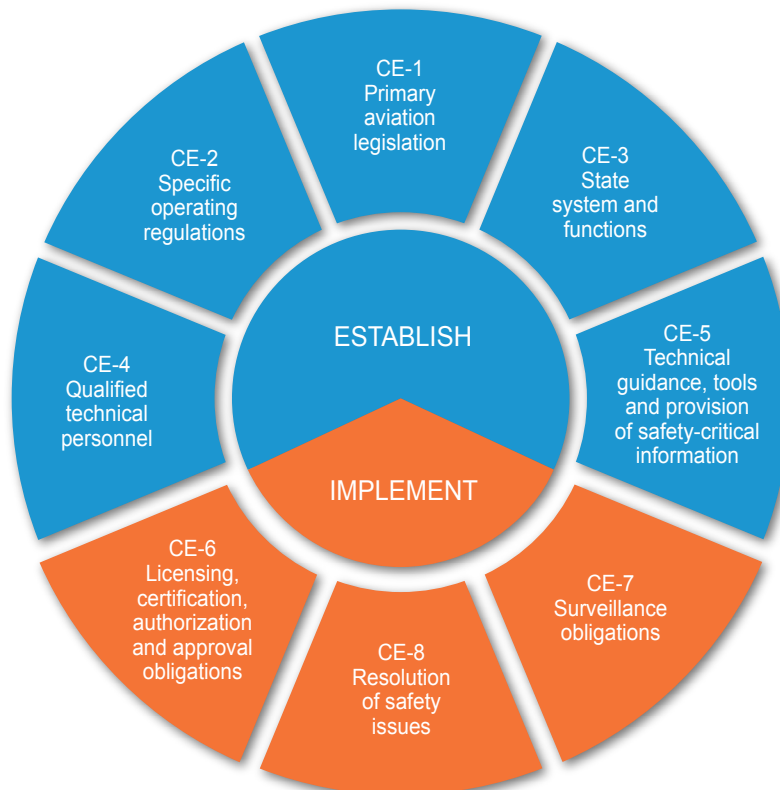 CE-1
Primary
aviation
legislation
CE-2
Specific
operating
regulations
CE-3
State
system and
functions
ESTABLISH
CE-4
Qualified
technical
personnel
CE-5
Technical
guidance, tools
and provision
of safety-critical
information
IMPLEMENT
CE-6
Licensing,
certification,
authorization
and approval
obligations
CE-7
Surveillance
obligations
CE-8
Resolution
of safety
issues